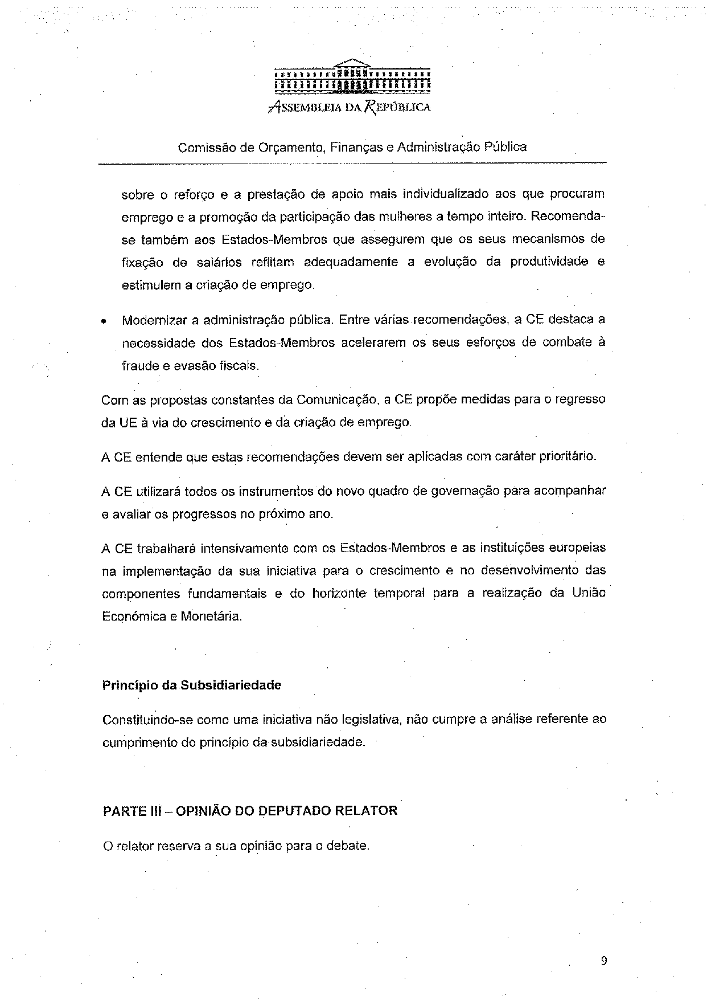 ASSEMBLEIA DA REPÚBLICA
Comissão de Orçamento, Finanças e Administração Pública
sobre o reforço e a prestação de apoio mais individualizado aos que procuram
emprego e a promoção da participação das mulheres a tempo inteiro. Recomenda-
se também aos Estados-Membros que assegurem que os seus mecanismos de
fixação de salários reflitam adequadamente a evolução da produtividade e
estimulem a criação de emprego.
• Modernizar a administração pública. Entre várias recomendações, a CE destaca a
necessidade dos Estados-Membros acelerarem os seus esforços de combate à
fraude e evasão fiscais.
Com as propostas constantes da Comunicação, a CE propõe medidas para o regresso
da UE à via do crescimento e da criação de emprego.
A CE entende que estas recomendações devem ser aplicadas com caráter prioritário.
A CE utilizará todos os instrumentos do novo quadro de governação para acompanhar
e avaliar os progressos no próximo ano.
A CE trabalhará intensivamente com os Estados-Membros e as instituições europeias
na implementação da sua iniciativa para o crescimento e no desenvolvimento das
componentes fundamentais e do horizonte temporal para a realização da União
Económica e Monetária.
Princípio da Subsidiariedade
Constituindo-se como uma iniciativa não legislativa, não cumpre a análise referente ao
cumprimento do princípio da subsidiariedade.
PARTE III – OPINIÃO DO DEPUTADO RELATOR
O relator reserva a sua opinião para o debate.
9